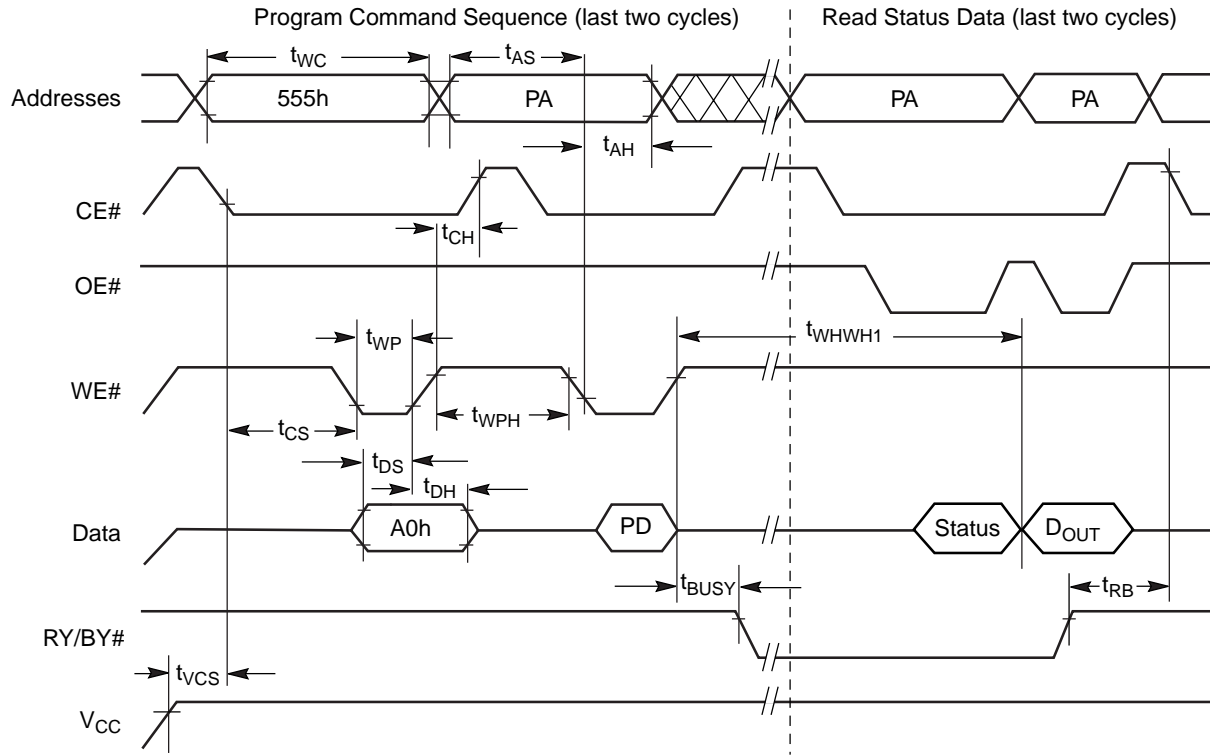 Program Command Sequence (last two cycles)
Read Status Data (last two cycles)
tWC
tAS
Addresses
555h
PA
PA
PA
tAH
CE#
tCH
OE#
tWP
tWHWH1
WE#
tWPH
tCS
tDS
tDH
Data
A0h
PD
Status
DOUT
tBUSY
tRB
RY/BY#
tVCS
VCC